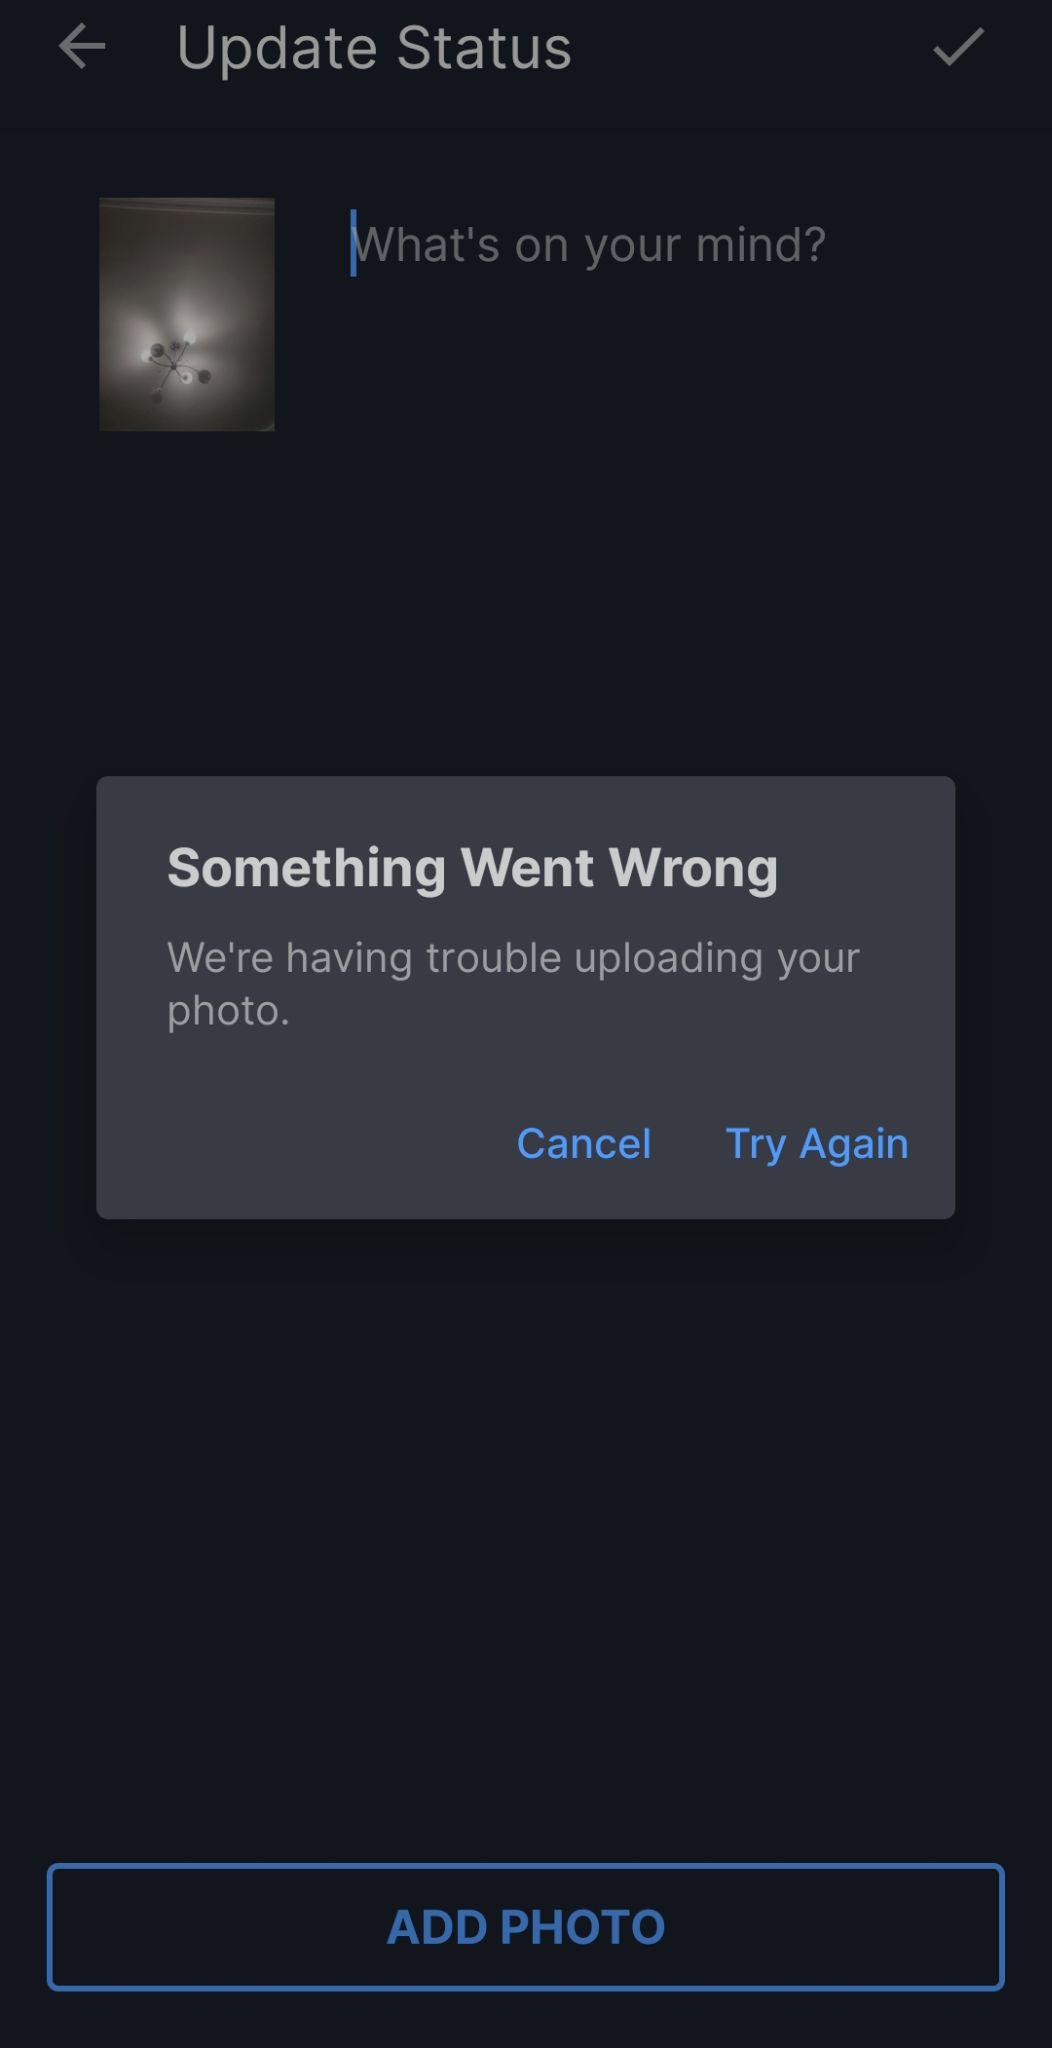 Update Status
What's on your mind?
Something Went Wrong
We're having trouble uploading your
photo.
Cancel Try Again
ADD PHOTO